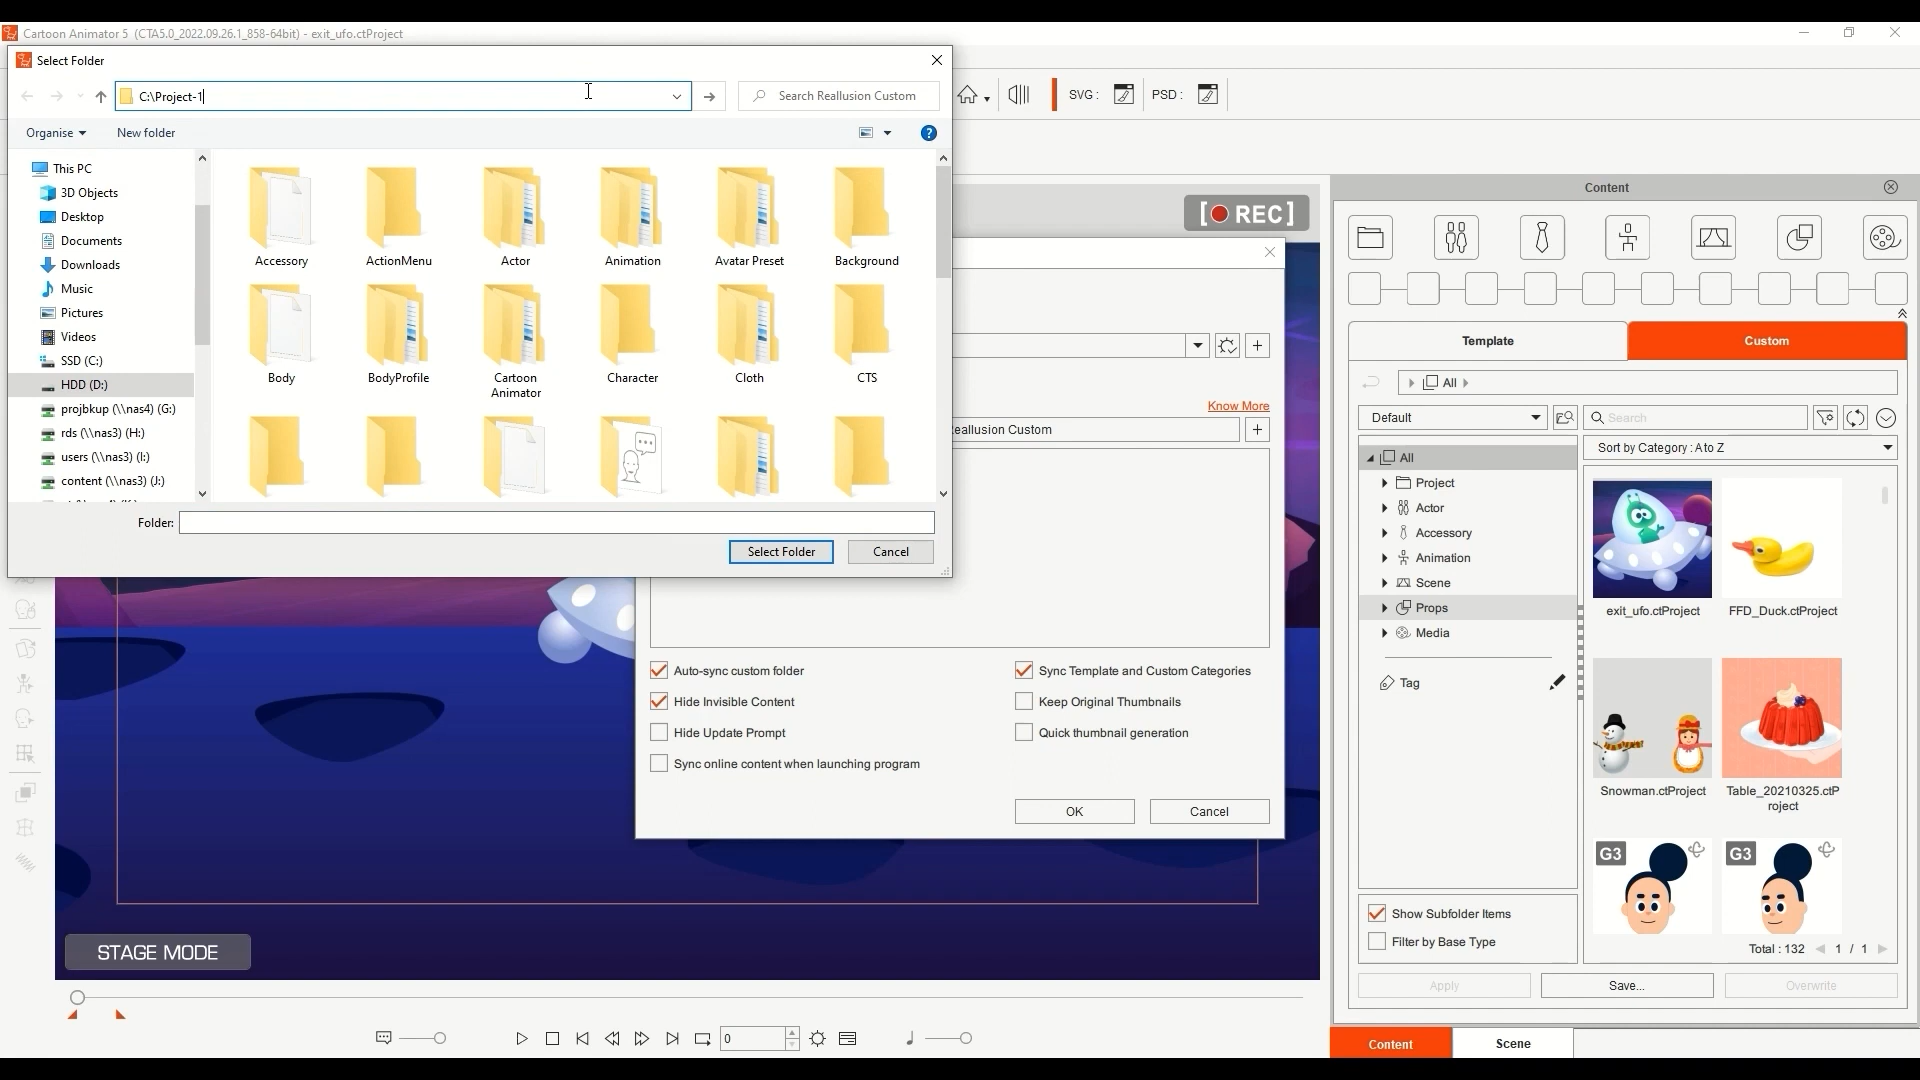 Cartoon Animator 5 (CTA5.0_2022.09.26.1_858-64bit) - exit_ufo.ctProject
Select Folder
C:\Project-1
Search Reallusion Custom
SVG :
PSD :
Organise
New folder
This PC
3D Objects
Desktop
Documents
Downloads
Music
Pictures
Videos
SSD (C:)
HDD (D:)
projbkup (\\nas4) (G:)
rds (\\nas3) (H:)
users (\\nas3) (I:)
content (\\nas3) (J:)
Accessory
ActionMenu
Actor
Animation
Avatar Preset
Background
Body
BodyProfile
Cartoon
Animator
Character
Cloth
CTS
Folder:
Select Folder
Cancel
[ REC ]
Know More
eallusion Custom
Auto-sync custom folder
Sync Template and Custom Categories
Hide Invisible Content
Keep Original Thumbnails
Hide Update Prompt
Quick thumbnail generation
Sync online content when launching program
OK
Cancel
STAGE MODE
0
Content
Template
Custom
All
Default
Search
Sort by Category : A to Z
All
Project
Actor
Accessory
Animation
Scene
Props
Media
Tag
exit_ufo.ctProject
FFD_Duck.ctProject
Snowman.ctProject
Table_20210325.ctP
roject
G3
G3
Show Subfolder Items
Filter by Base Type
Total : 132
1 / 1
Apply
Save...
Overwrite
Content
Scene